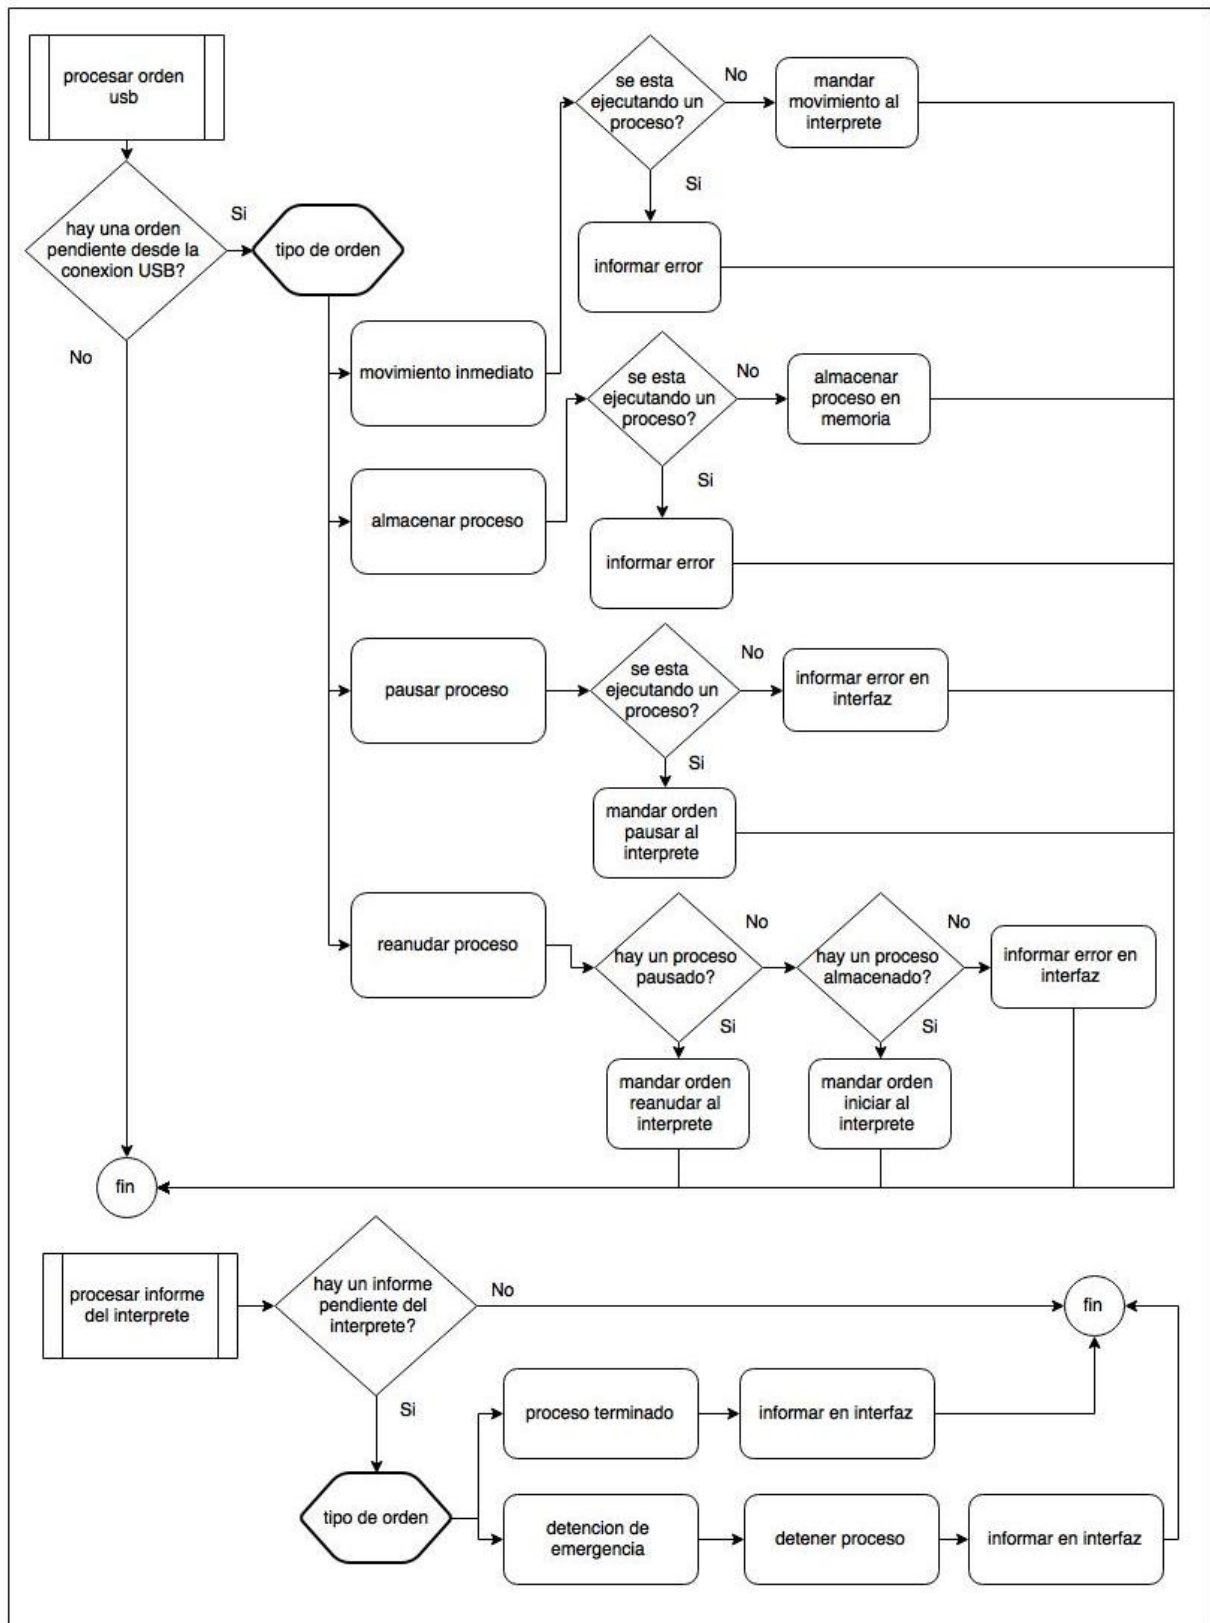 procesar orden
usb
hay una orden
pendiente desde la
conexion USB?
Si
No
tipo de orden
movimiento inmediato
se esta
ejecutando un
proceso?
No
mandar
movimiento al
interprete
Si
informar error
almacenar proceso
se esta
ejecutando un
proceso?
No
almacenar
proceso en
memoria
Si
informar error
pausar proceso
se esta
ejecutando un
proceso?
No
informar error en
interfaz
Si
mandar orden
pausar al
interprete
reanudar proceso
hay un proceso
pausado?
No
hay un proceso
almacenado?
No
informar error en
interfaz
Si
Si
mandar orden
reanudar al
interprete
mandar orden
iniciar al
interprete
fin
procesar informe
del interprete
hay un informe
pendiente del
interprete?
No
fin
Si
tipo de orden
proceso terminado
informar en interfaz
detencion de
emergencia
detener proceso
informar en interfaz